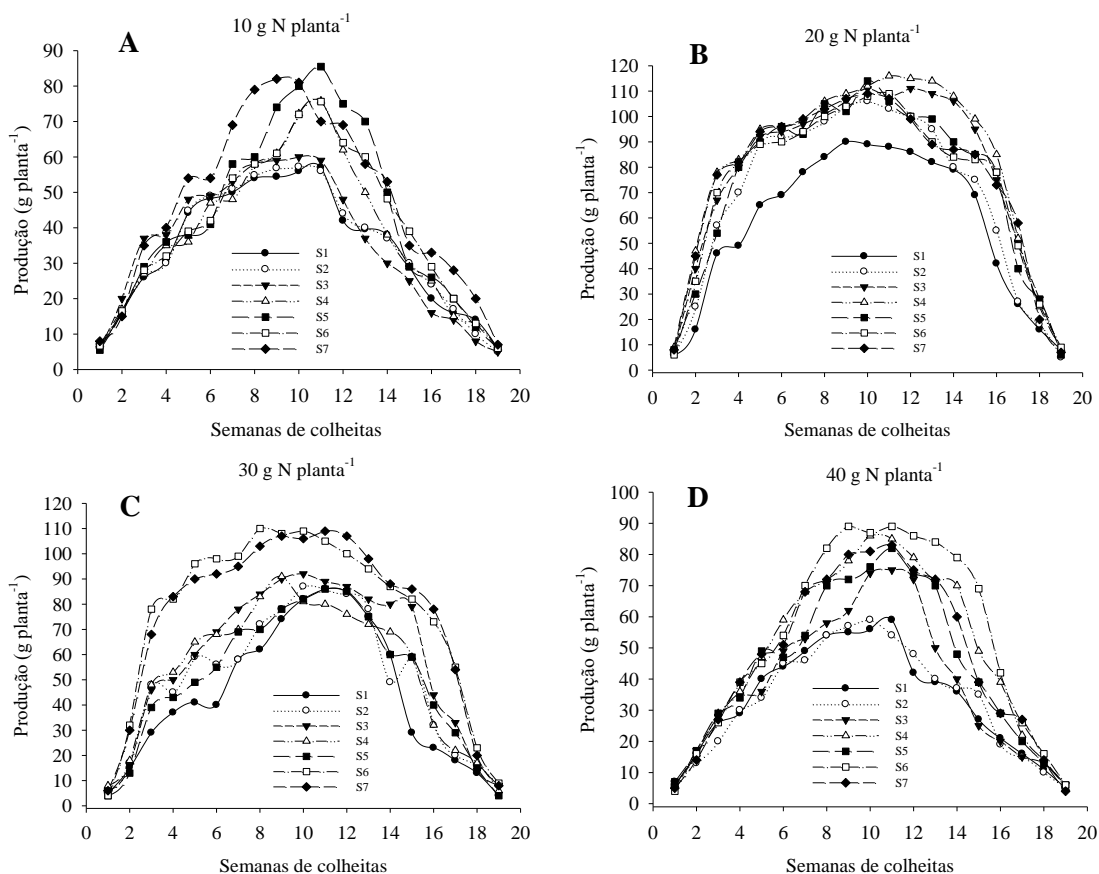 10 g N planta-1
A
Produção (g planta-1)
90
80
70
60
50
40
30
20
10
0
S1
S2
S3
S4
S5
S6
S7
0 2 4 6 8 10 12 14 16 18 20
Semanas de colheitas
20 g N planta-1
B
Produção (g planta-1)
120
110
100
90
80
70
60
50
40
30
20
10
0
S1
S2
S3
S4
S5
S6
S7
0 2 4 6 8 10 12 14 16 18 20
Semanas de colheitas
30 g N planta-1
C
Produção (g planta-1)
120
110
100
90
80
70
60
50
40
30
20
10
0
S1
S2
S3
S4
S5
S6
S7
0 2 4 6 8 10 12 14 16 18 20
Semanas de colheitas
40 g N planta-1
D
Produção (g planta-1)
100
90
80
70
60
50
40
30
20
10
0
S1
S2
S3
S4
S5
S6
S7
0 2 4 6 8 10 12 14 16 18 20
Semanas de colheitas